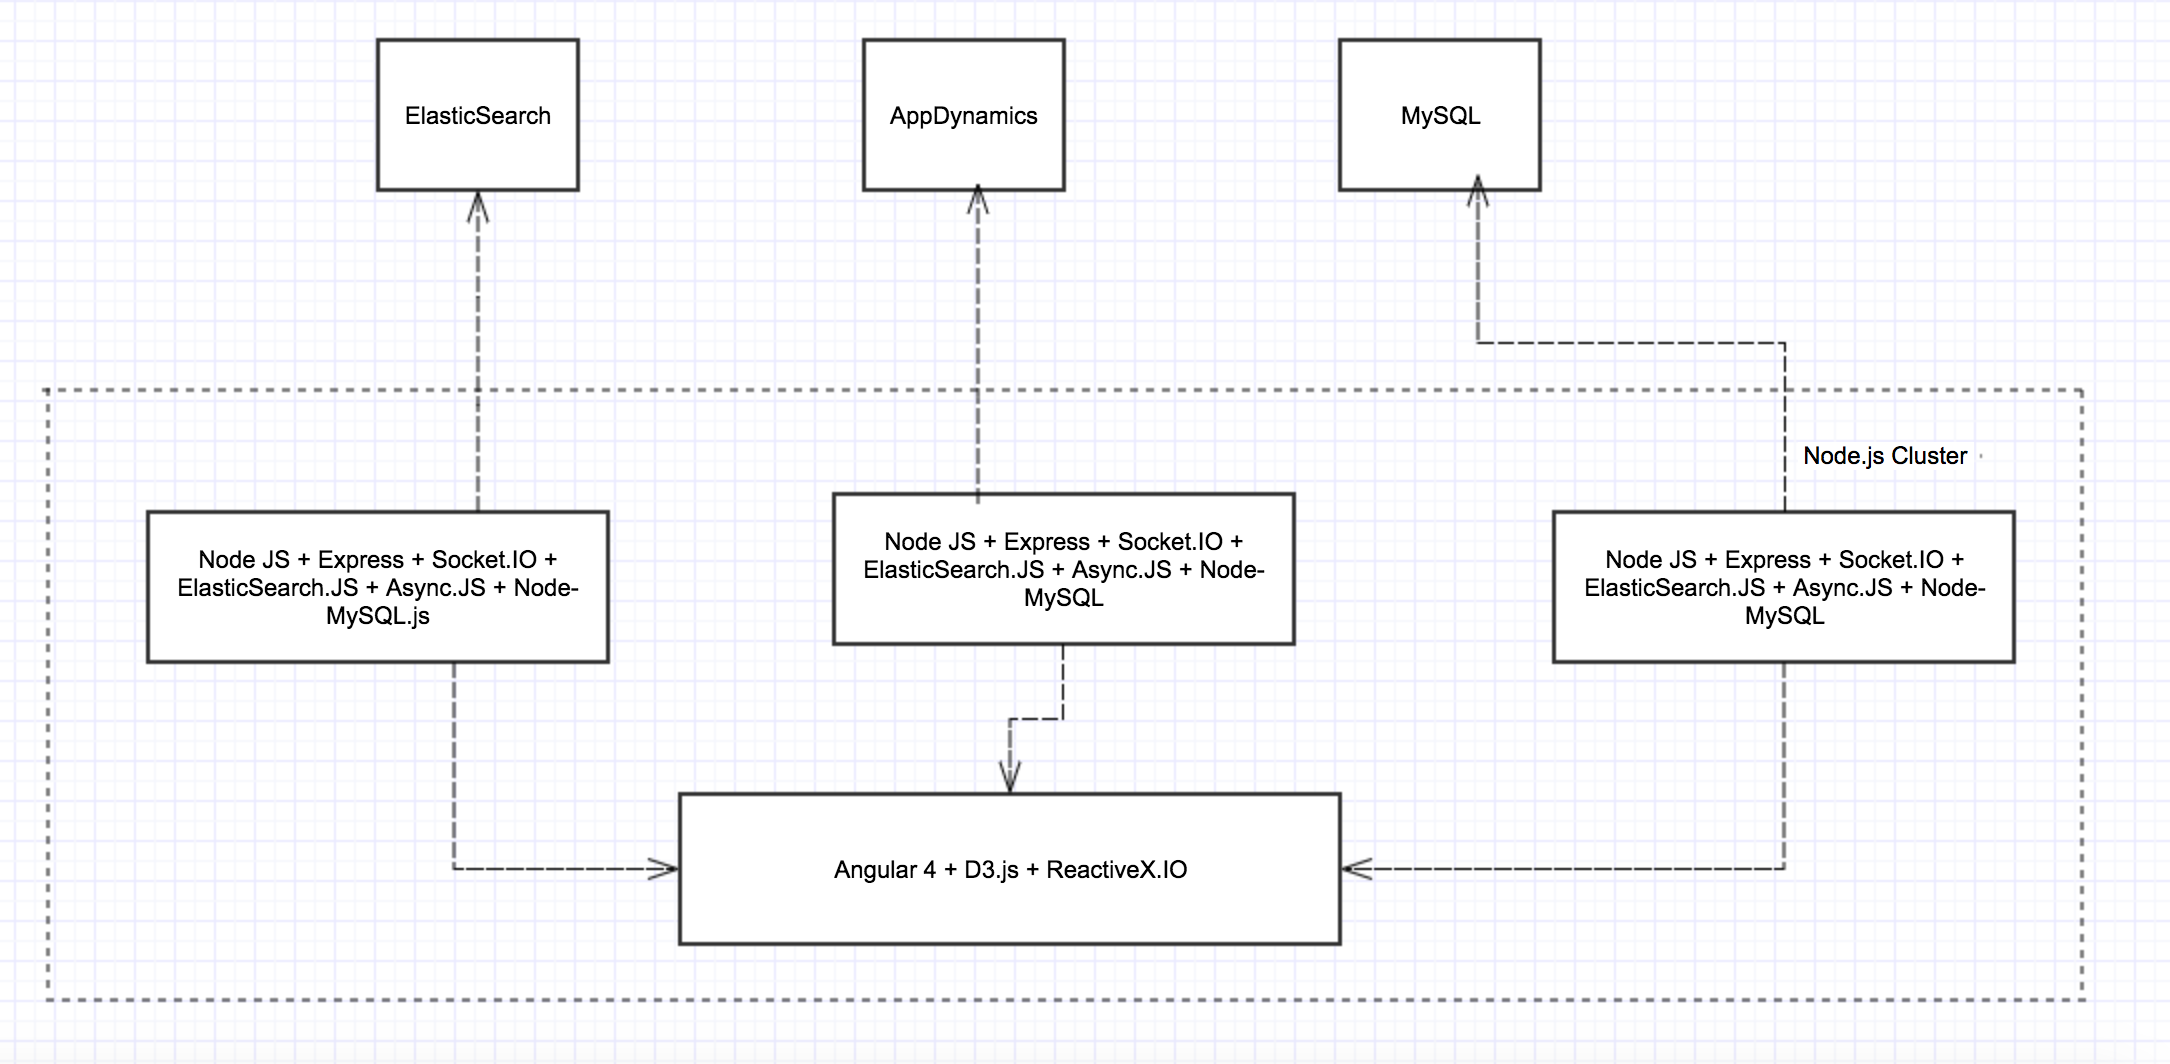 ElasticSearch
AppDynamics
MySQL
Node.js Cluster
Node JS + Express + Socket.IO +
ElasticSearch.JS + Async.JS + Node-
MySQL.js
Node JS + Express + Socket.IO +
ElasticSearch.JS + Async.JS + Node-
MySQL
Node JS + Express + Socket.IO +
ElasticSearch.JS + Async.JS + Node-
MySQL
Angular 4 + D3.js + ReactiveX.IO